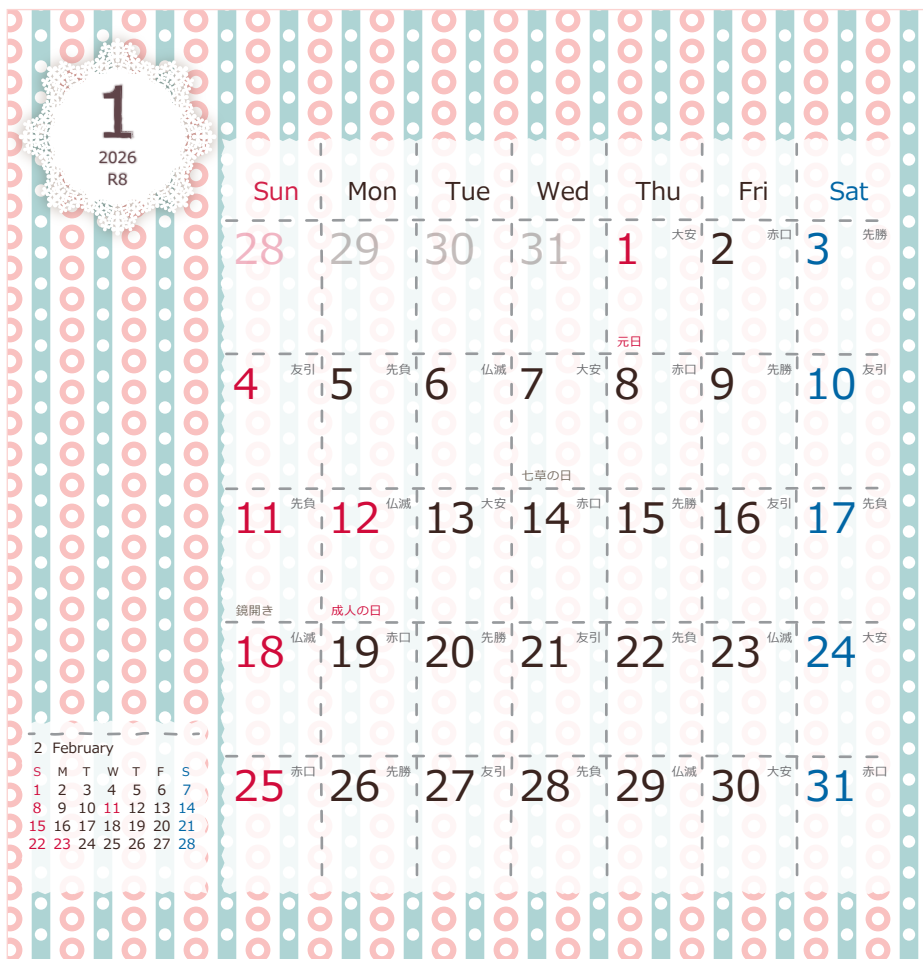 1
2026
R8
Sun Mon Tue Wed Thu Fri Sat
28 29 30 31 1 大安 2 赤口 3 先勝
元日
4 友引 5 先負 6 仏滅 7 大安 8 赤口 9 先勝 10 友引
七草の日
11 先負 12 仏滅 13 大安 14 赤口 15 先勝 16 友引 17 先負
鏡開き 成人の日
18 仏滅 19 赤口 20 先勝 21 友引 22 先負 23 仏滅 24 大安
25 赤口 26 先勝 27 友引 28 先負 29 仏滅 30 大安 31 赤口
2 February
S M T W T F S
1 2 3 4 5 6 7
8 9 10 11 12 13 14
15 16 17 18 19 20 21
22 23 24 25 26 27 28